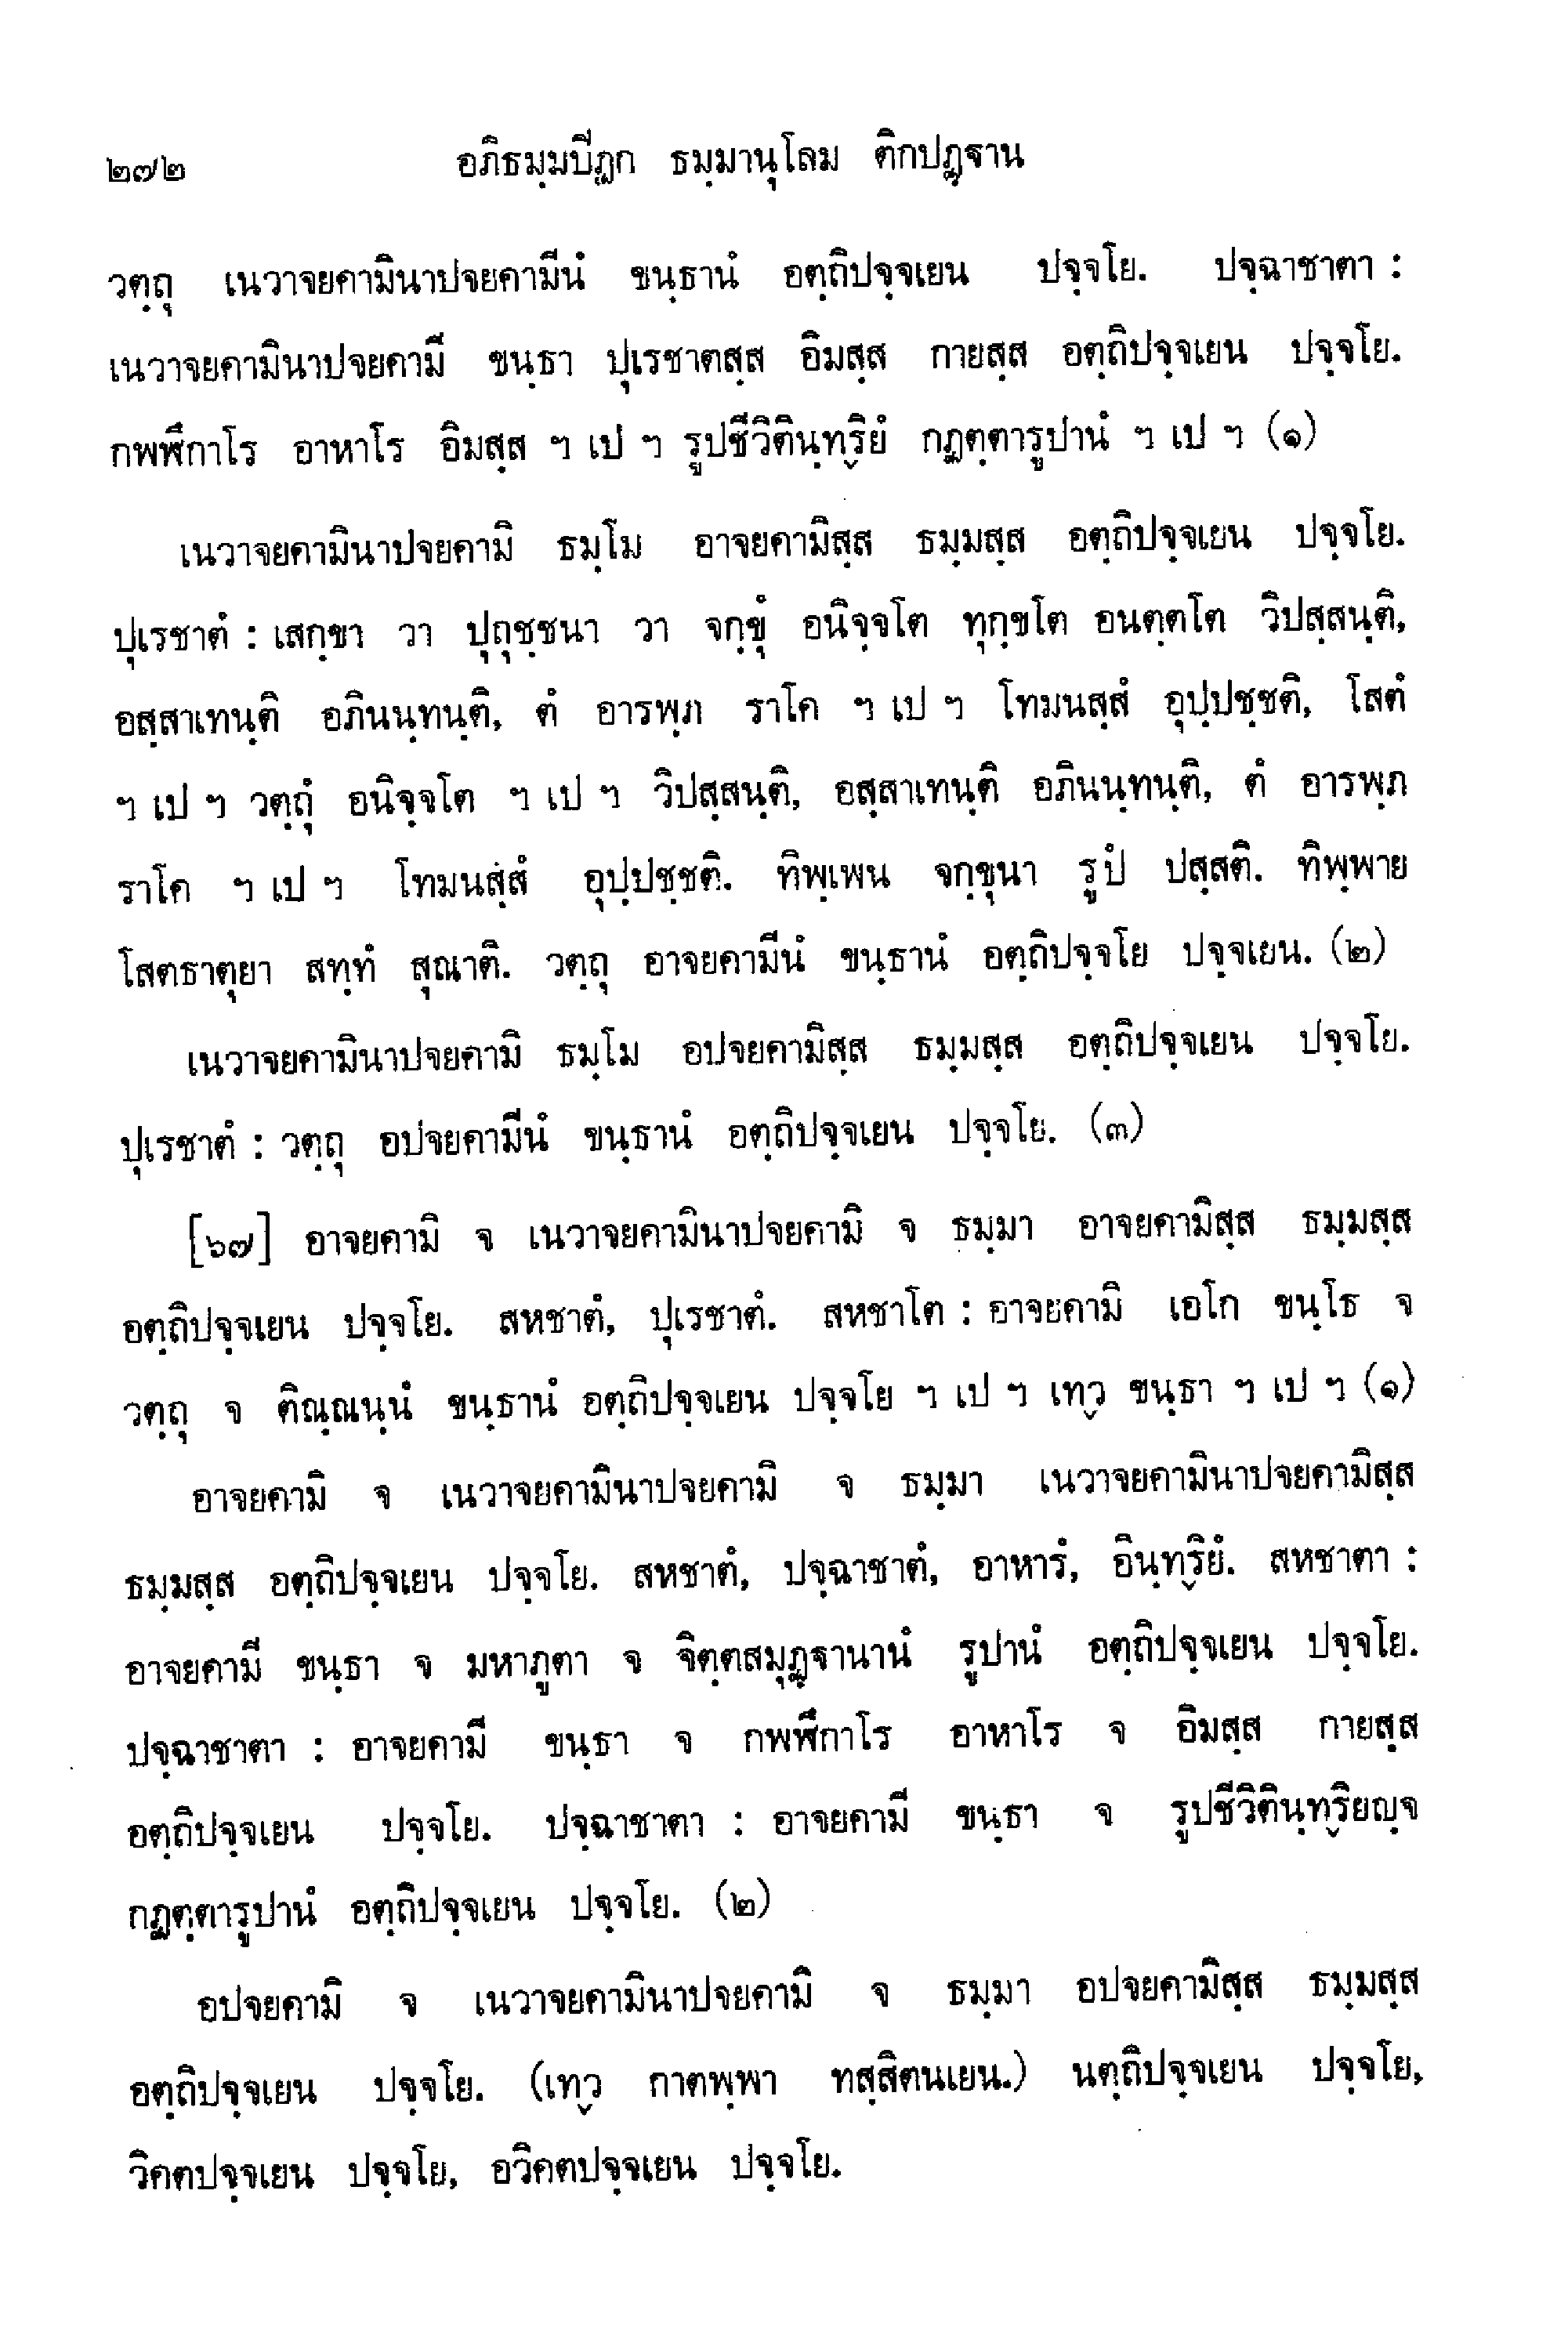 ๒๗๒ อภิธมฺมปีฏก ธมฺมานุโลม ติกปฏฺฐาน
วตฺถุ เนวาจยคามินาปจยคามีนํ ขนฺธานํ อตฺถิปจฺจเยน ปจฺจโย. ปจฺฉาชาตา :
เนวาจยคามินาปจยคามี ขนฺธา ปุเรชาตสฺส อิมสฺส กายสฺส อตฺถิปจฺจเยน ปจฺจโย.
กพฬีกาโร อาหาโร อิมสฺส ฯ เป ฯ รูปชีวิตินฺทฺริยํ กฏตฺตารูปานํ ฯ เป ฯ (๑)
เนวาจยคามินาปจยคามิ ธมฺโม อาจยคามิสฺส ธมฺมสฺส อตฺถิปจฺจเยน ปจฺจโย.
ปุเรชาตํ : เสกฺขา วา ปุถุชฺชนา วา จกฺขุํ อนิจฺจโต ทุกฺขโต อนตฺตโต วิปสฺสนฺติ,
อสฺสาเทนฺติ อภินนฺทนฺติ, ตํ อารพฺภ ราโค ฯ เป ฯ โทมนสฺสํ อุปฺปชฺชติ, โสตํ
ฯ เป ฯ วตฺถุํ อนิจฺจโต ฯ เป ฯ วิปสฺสนฺติ, อสฺสาเทนฺติ อภินนฺทนฺติ, ตํ อารพฺภ
ราโค ฯ เป ฯ โทมนสฺสํ อุปฺปชฺชติ. ทิพฺเพน จกฺขุนา รูปํ ปสฺสติ. ทิพฺพาย
โสตธาตุยา สทฺทํ สุณาติ. วตฺถุ อาจยคามีนํ ขนฺธานํ อตฺถิปจฺจโย ปจฺจเยน. (๒)
เนวาจยคามินาปจยคามิ ธมฺโม อปจยคามิสฺส ธมฺมสฺส อตฺถิปจฺจเยน ปจฺจโย.
ปุเรชาตํ : วตฺถุ อปจยคามีนํ ขนฺธานํ อตฺถิปจฺจเยน ปจฺจโย. (๓)
[๖๗] อาจยคามิ จ เนวาจยคามินาปจยคามิ จ ธมฺมา อาจยคามิสฺส ธมฺมสฺส
อตฺถิปจฺจเยน ปจฺจโย. สหชาตํ, ปุเรชาตํ. สหชาโต : อาจยคามิ เอโก ขนฺโธ จ
วตฺถุ จ ติณฺณนฺนํ ขนฺธานํ อตฺถิปจฺจเยน ปจฺจโย ฯ เป ฯ เทฺว ขนฺธา ฯ เป ฯ (๑)
อาจยคามิ จ เนวาจยคามินาปจยคามิ จ ธมฺมา เนวาจยคามินาปจยคามิสฺส
ธมฺมสฺส อตฺถิปจฺจเยน ปจฺจโย. สหชาตํ, ปจฺฉาชาตํ, อาหารํ, อินฺทฺริยํ. สหชาตา :
อาจยคามี ขนฺธา จ มหาภูตา จ จิตฺตสมุฏฺฐานานํ รูปานํ อตฺถิปจฺจเยน ปจฺจโย.
ปจฺฉาชาตา : อาจยคามี ขนฺธา จ กพฬีกาโร อาหาโร จ อิมสฺส กายสฺส
อตฺถิปจฺจเยน ปจฺจโย. ปจฺฉาชาตา : อาจยคามี ขนฺธา จ รูปชีวิตินฺทฺริยญฺจ
กฏตฺตารูปานํ อตฺถิปจฺจเยน ปจฺจโย. (๒)
อปจยคามิ จ เนวาจยคามินาปจยคามิ จ ธมฺมา อปจยคามิสฺส ธมฺมสฺส
อตฺถิปจฺจเยน ปจฺจโย. (เทฺว กาตพฺพา ทสฺสิตนเยน.) นตฺถิปจฺจเยน ปจฺจโย,
วิคตปจฺจเยน ปจฺจโย, อวิคตปจฺจเยน ปจฺจโย.